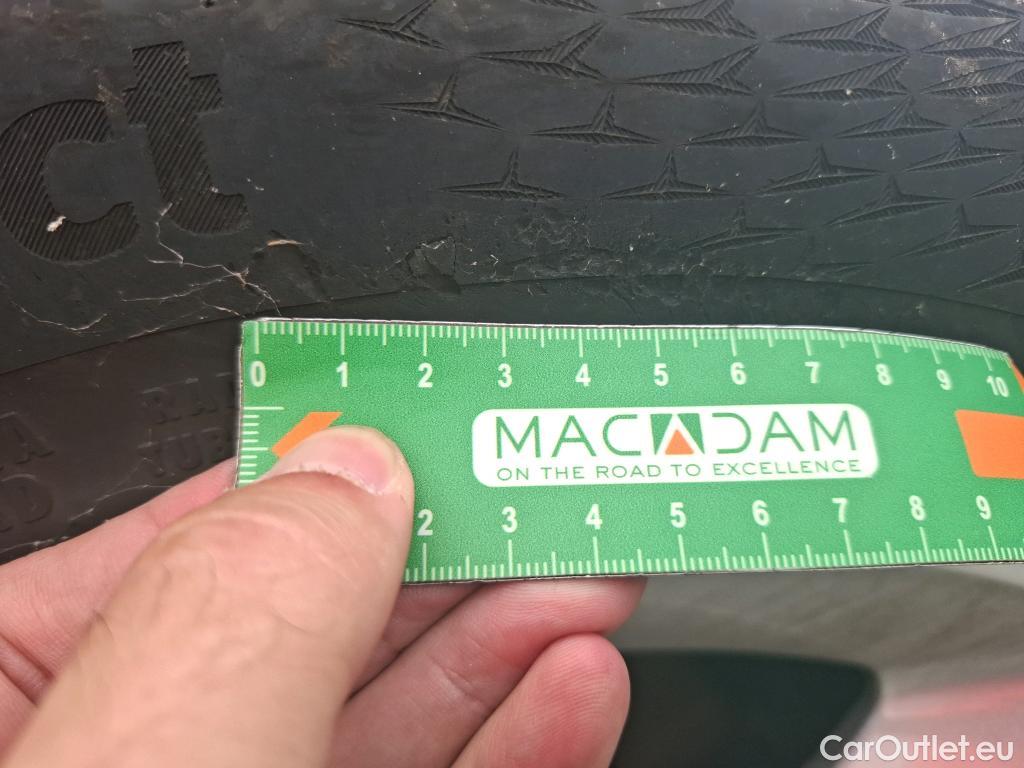 ct
0 1 2 3 4 5 6 7 8 9 10
MACADAM
ON THE ROAD TO EXCELLENCE
2 3 4 5 6 7 8 9
CarOutlet.eu